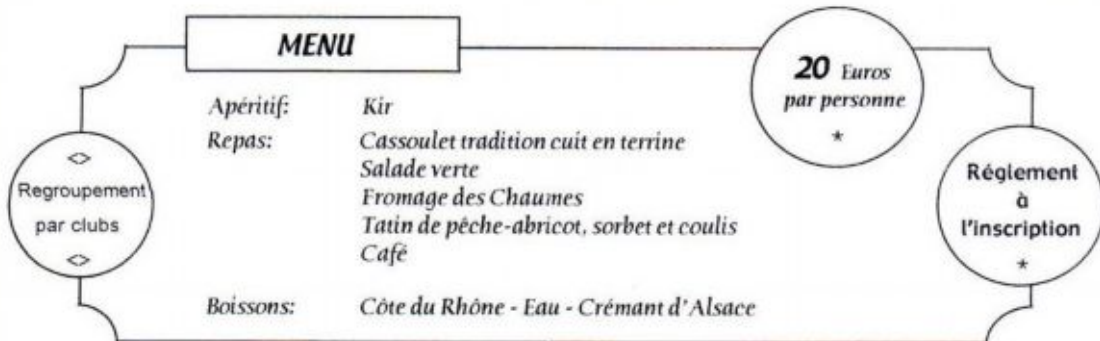 MENU
20 Euros
par personne
*
Apéritif: Kir
Repas: Cassoulet tradition cuit en terrine
Salade verte
Fromage des Chaumes
Tatin de pêche-abricot, sorbet et coulis
Café
Boissons: Côte du Rhône - Eau - Crémant d'Alsace
<>
Regroupement
par clubs
<>
Réglement
à
l'inscription
*